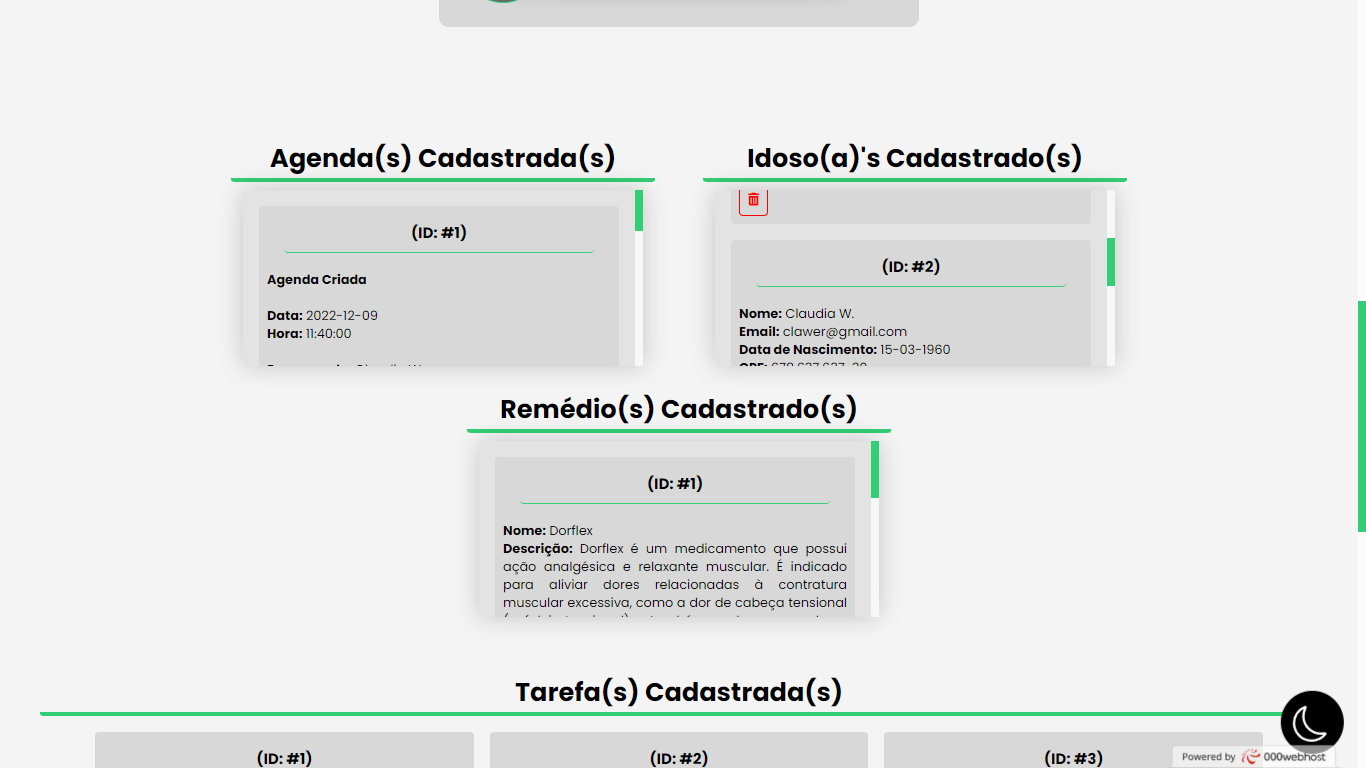 Agenda(s) Cadastrada(s)
(ID: #1)
Agenda Criada
Data: 2022-12-09
Hora: 11:40:00
Idoso(a)'s Cadastrado(s)
(ID: #2)
Nome: Claudia W.
Email: clawer@gmail.com
Data de Nascimento: 15-03-1960
Remédio(s) Cadastrado(s)
(ID: #1)
Nome: Dorflex
Descrição: Dorflex é um medicamento que possui
ação analgésica e relaxante muscular. É indicado
para aliviar dores relacionadas à contratura
muscular excessiva, como a dor de cabeça tensional
Tarefa(s) Cadastrada(s)
(ID: #1)
(ID: #2)
(ID: #3)
Powered by 000webhost